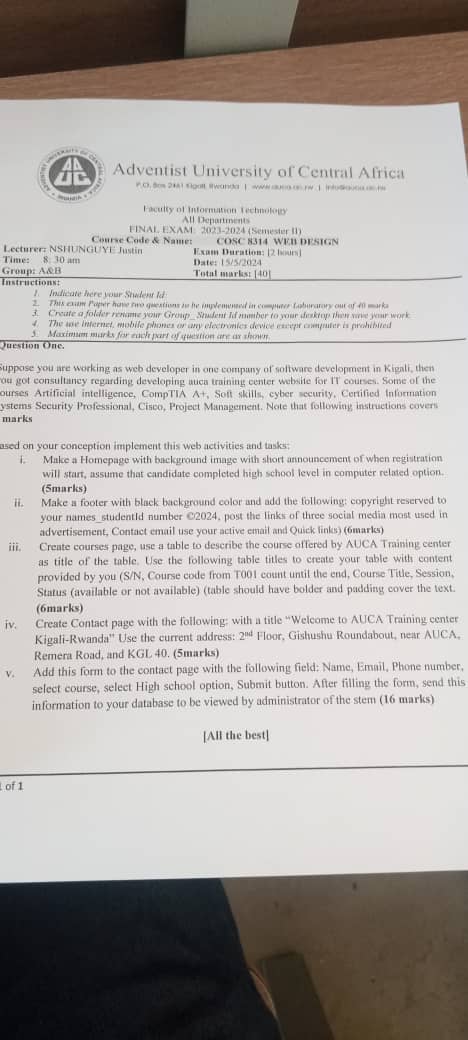 Adventist University of Central Africa
P.O. Box 2461 Kigali, Rwanda | www.auca.ac.rw | info@auca.ac.rw
Faculty of Information Technology
All Departments
FINAL EXAM: 2023-2024 (Semester II)
Course Code & Name: COSC 8314 WEB DESIGN
Lecturer: NSHUNGUYE Justin Exam Duration: [2 hours]
Time: 8: 30 am Date: 15/5/2024
Group: A&B Total marks: [40]
Instructions:
1. Indicate here your Student Id:
2. This exam Paper have two questions to be implemented in computer Laboratory out of 40 marks
3. Create a folder rename your Group_ Student Id number to your desktop then save your work
4. The use internet, mobile phones or any electronics device except computer is prohibited
5. Maximum marks for each part of question are as shown.
Question One.
Suppose you are working as web developer in one company of software development in Kigali, then
you got consultancy regarding developing auca training center website for IT courses. Some of the
ourses Artificial intelligence, CompTIA A+, Soft skills, cyber security, Certified Information
ystems Security Professional, Cisco, Project Management. Note that following instructions covers
marks
ased on your conception implement this web activities and tasks:
i. Make a Homepage with background image with short announcement of when registration
will start, assume that candidate completed high school level in computer related option.
(5marks)
ii. Make a footer with black background color and add the following: copyright reserved to
your names_studentId number ©2024, post the links of three social media most used in
advertisement, Contact email use your active email and Quick links) (6marks)
iii. Create courses page, use a table to describe the course offered by AUCA Training center
as title of the table. Use the following table titles to create your table with content
provided by you (S/N, Course code from T001 count until the end, Course Title, Session,
Status (available or not available) (table should have bolder and padding cover the text.
(6marks)
iv. Create Contact page with the following: with a title “Welcome to AUCA Training center
Kigali-Rwanda” Use the current address: 2nd Floor, Gishushu Roundabout, near AUCA,
Remera Road, and KGL 40. (5marks)
v. Add this form to the contact page with the following field: Name, Email, Phone number,
select course, select High school option, Submit button. After filling the form, send this
information to your database to be viewed by administrator of the stem (16 marks)
[All the best]
of 1